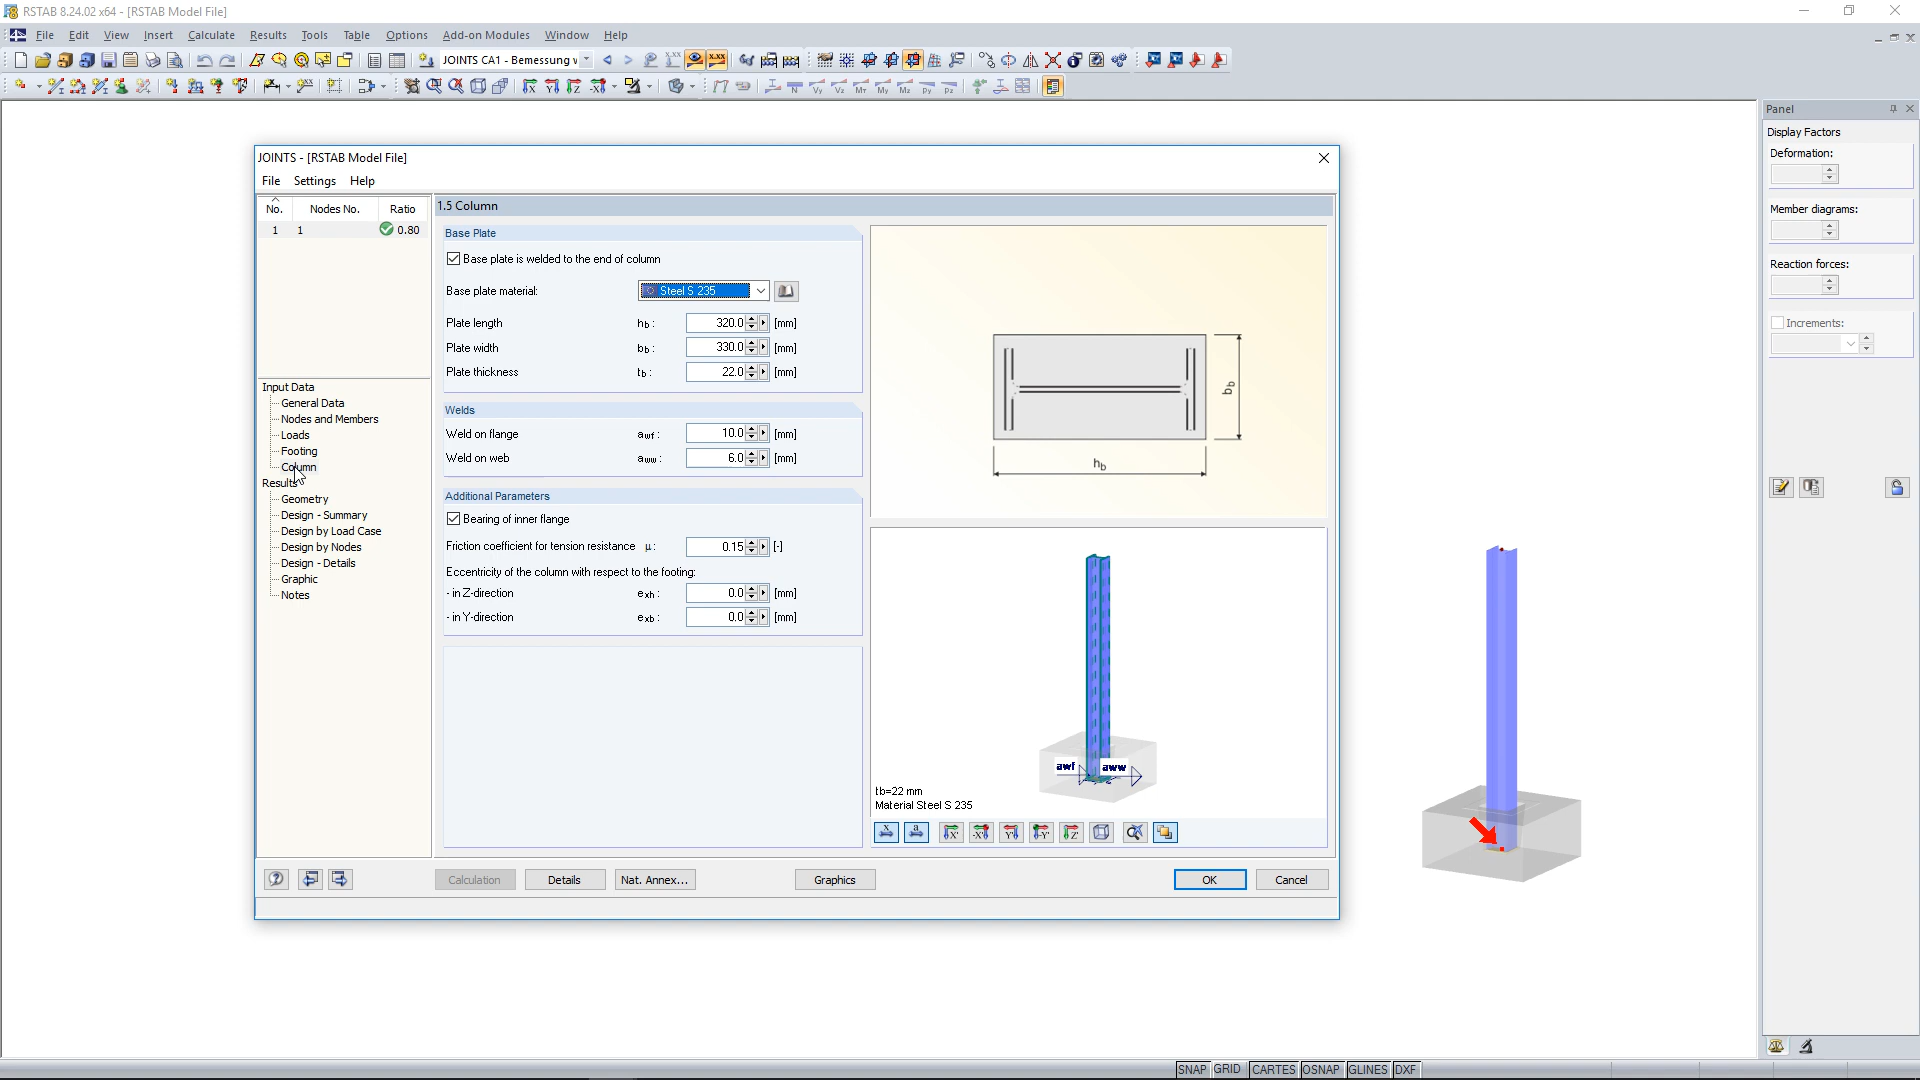 RSTAB 8.24.02 x64 - [RSTAB Model File]
File Edit View Insert Calculate Results Tools Table Options Add-on Modules Window Help
JOINTS CA1 - Bemessung v
Panel
Display Factors
Deformation:
Member diagrams:
Reaction forces:
Increments:
JOINTS - [RSTAB Model File]
File Settings Help
No. Nodes No. Ratio
1 1 0.80
Input Data
General Data
Nodes and Members
Loads
Footing
Column
Results
Geometry
Design - Summary
Design by Load Case
Design by Nodes
Design - Details
Graphic
Notes
1.5 Column
Base Plate
Base plate is welded to the end of column
Base plate material: Steel S 235
Plate length hb : 320.0 [mm]
Plate width bb : 330.0 [mm]
Plate thickness tb : 22.0 [mm]
Welds
Weld on flange awf : 10.0 [mm]
Weld on web aww : 6.0 [mm]
Additional Parameters
Bearing of inner flange
Friction coefficient for tension resistance μ : 0.15 [-]
Eccentricity of the column with respect to the footing:
- in Z-direction exh : 0.0 [mm]
- in Y-direction exb : 0.0 [mm]
bb
hb
awf aww
tb=22 mm
Material Steel S 235
Calculation Details Nat. Annex... Graphics OK Cancel
SNAP GRID CARTES OSNAP GLINES DXF